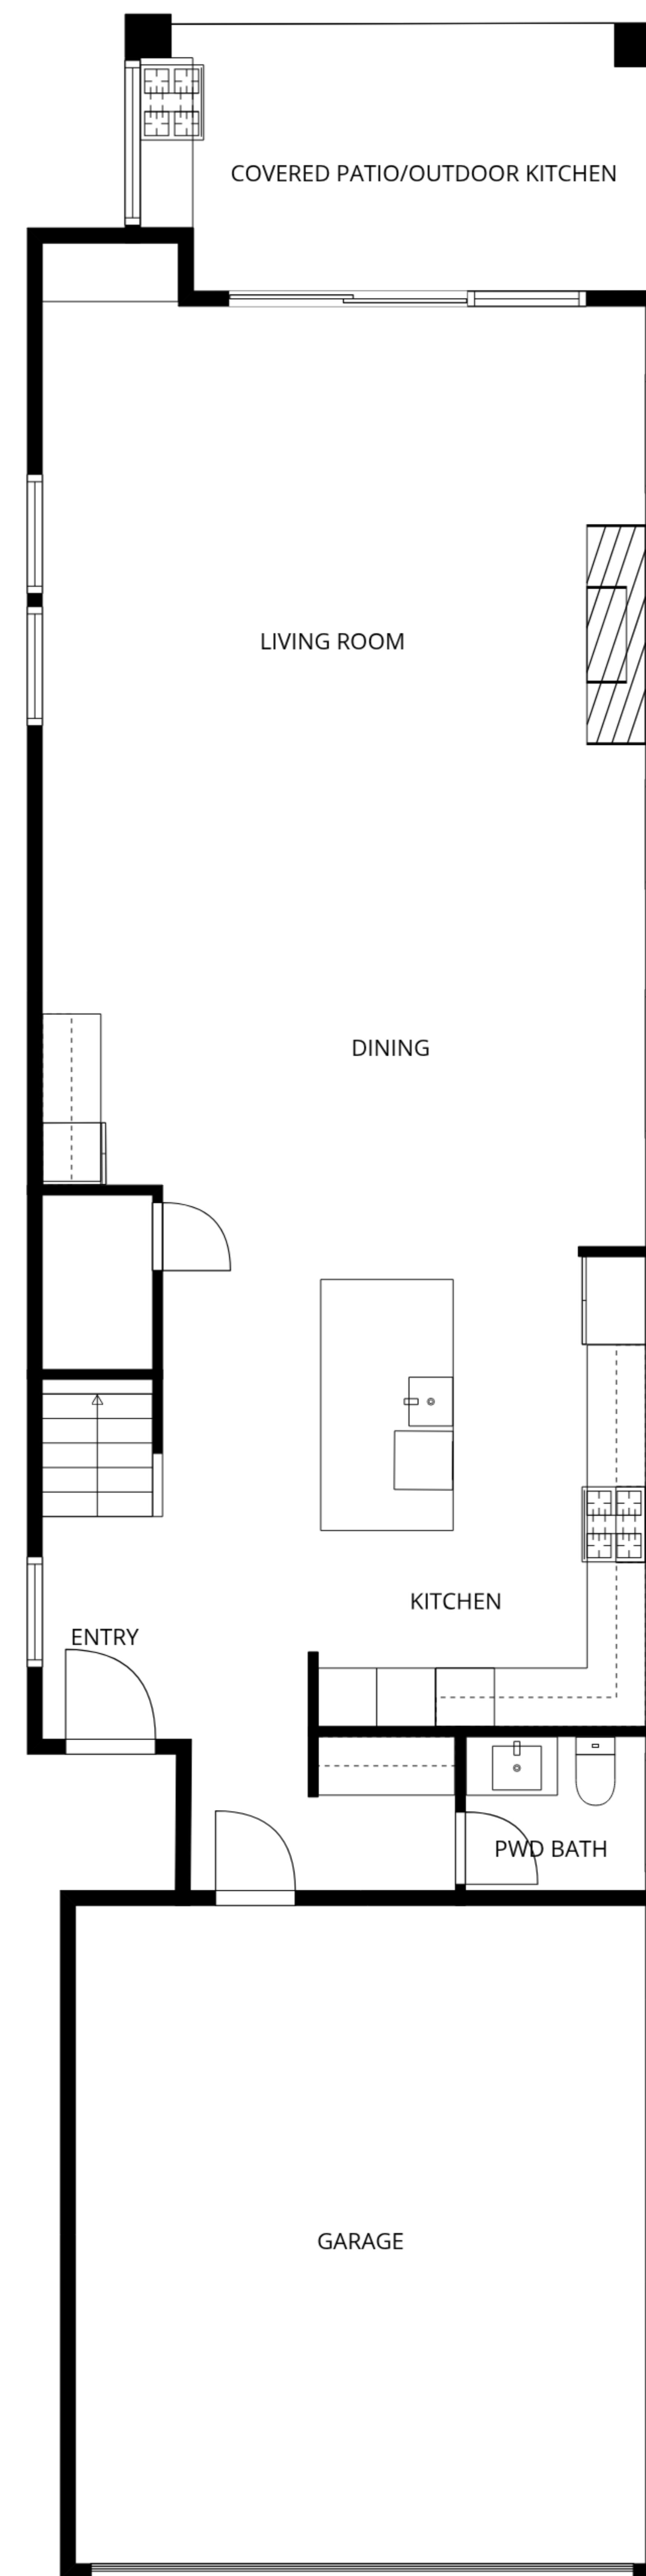 COVERED PATIO/OUTDOOR KITCHEN
LIVING ROOM
DINING
KITCHEN
ENTRY
PWD BATH
GARAGE